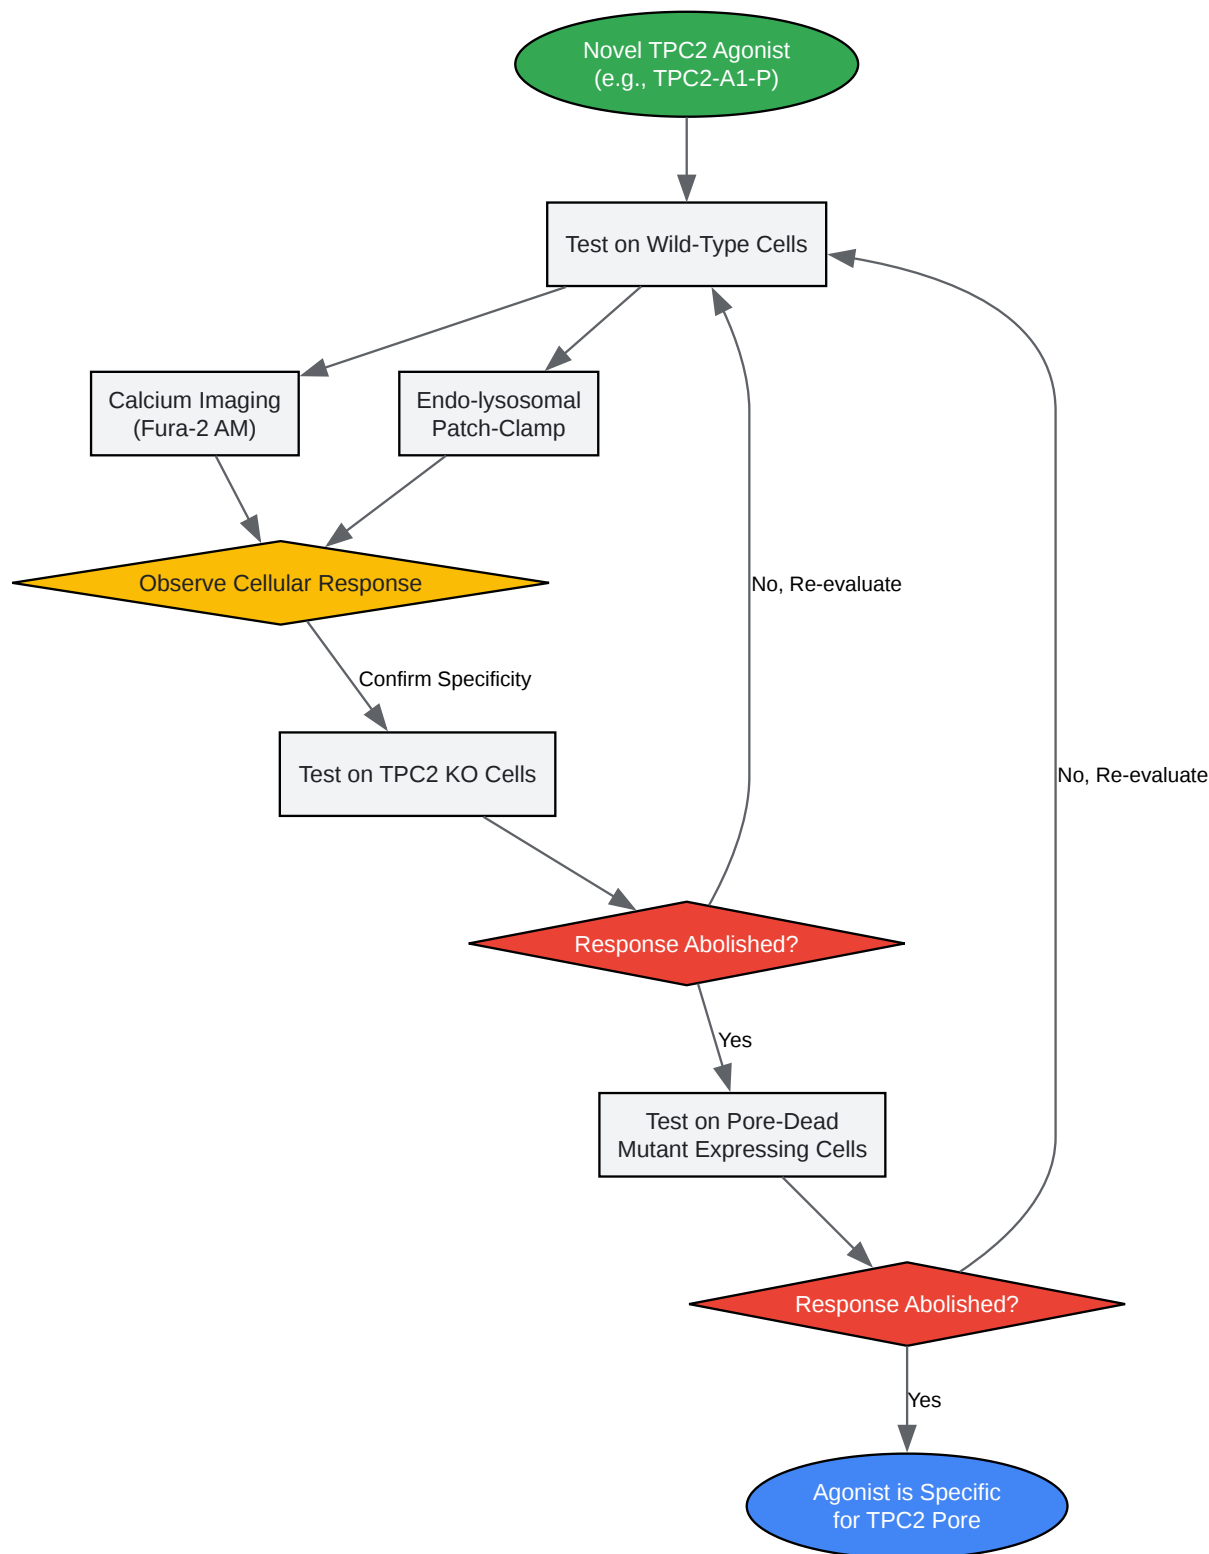 Novel TPC2 Agonist
(e.g., TPC2-A1-P)
Test on Wild-Type Cells
Calcium Imaging
(Fura-2 AM)
Endo-lysosomal
Patch-Clamp
Observe Cellular Response
No, Re-evaluate
Confirm Specificity
Test on TPC2 KO Cells
No, Re-evaluate
Response Abolished?
Yes
Test on Pore-Dead
Mutant Expressing Cells
Response Abolished?
Yes
Agonist is Specific
for TPC2 Pore